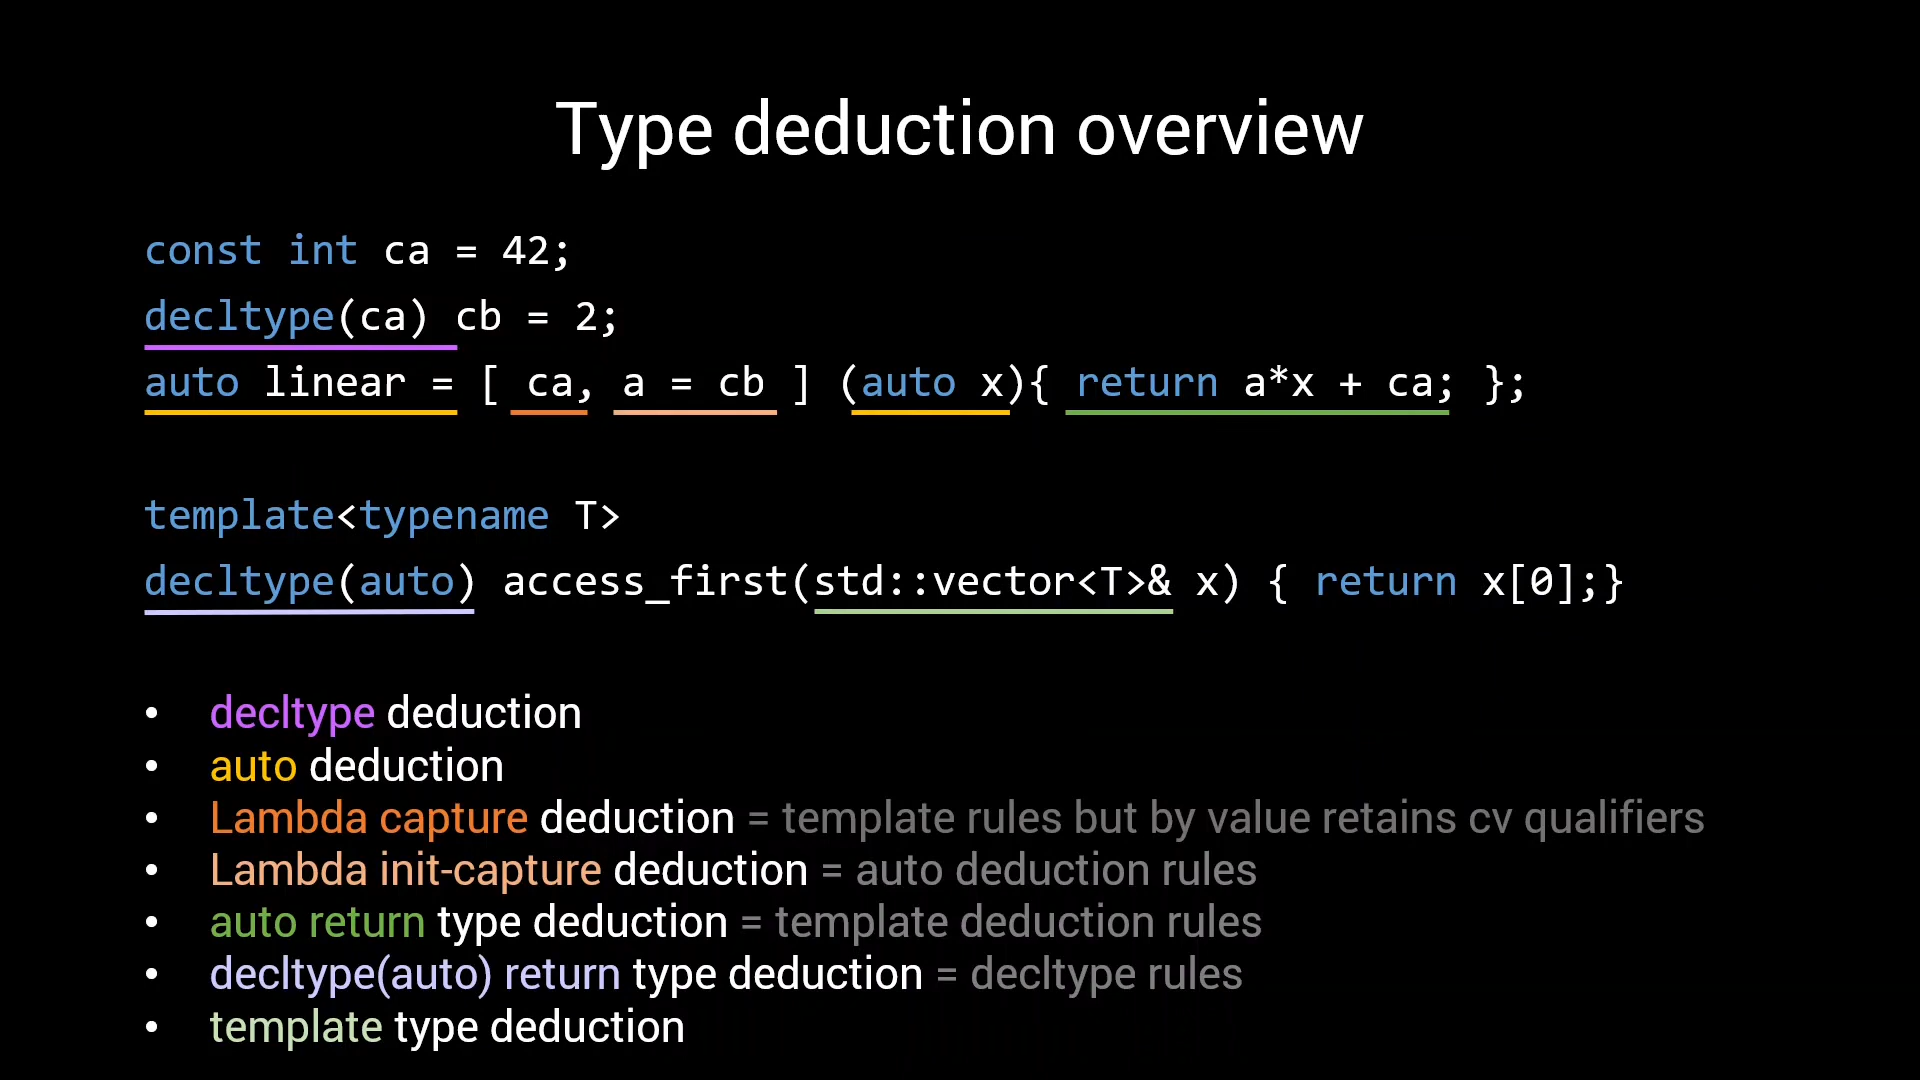 Type deduction overview
const int ca = 42;
decltype(ca) cb = 2;
auto linear = [ ca, a = cb ] (auto x){ return a*x + ca; };
template<typename T>
decltype(auto) access_first(std::vector<T>& x) { return x[0];}
• decltype deduction
• auto deduction
• Lambda capture deduction = template rules but by value retains cv qualifiers
• Lambda init-capture deduction = auto deduction rules
• auto return type deduction = template deduction rules
• decltype(auto) return type deduction = decltype rules
• template type deduction